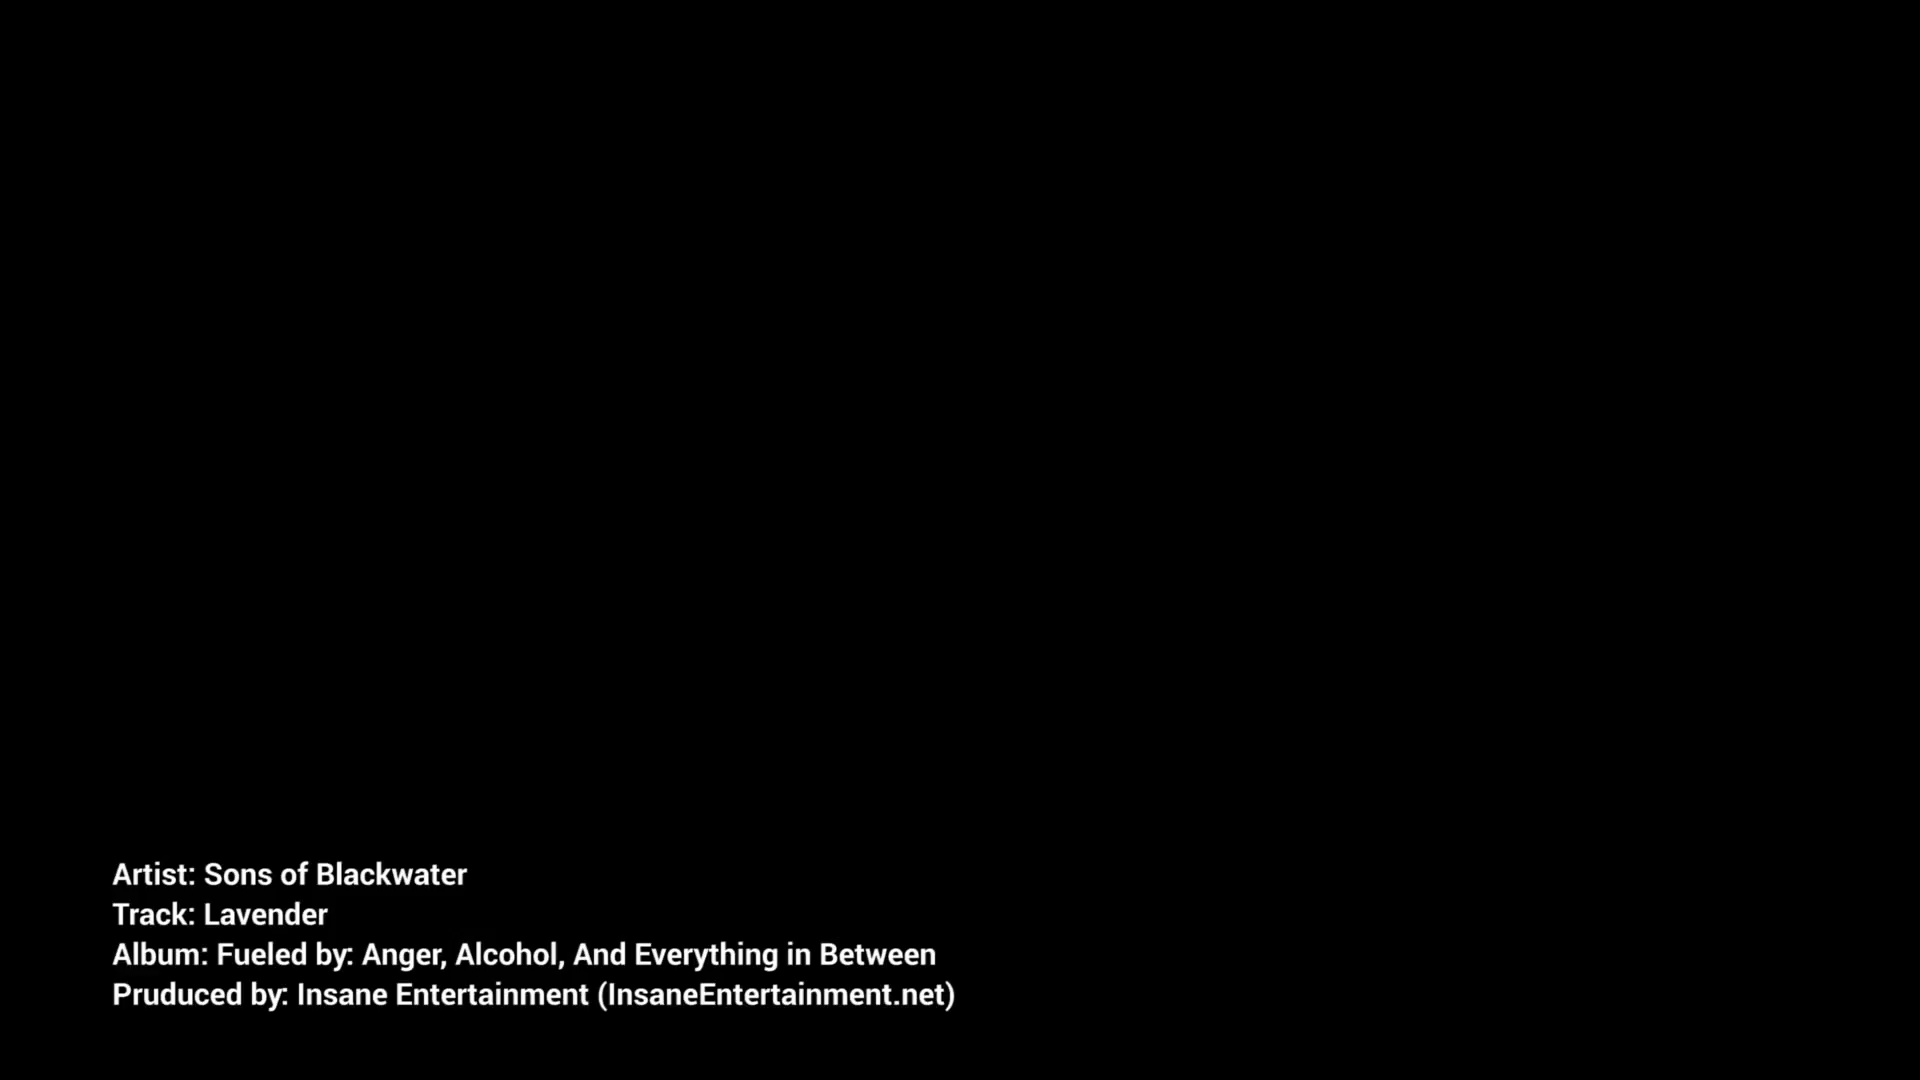 Artist: Sons of Blackwater
Track: Lavender
Album: Fueled by: Anger, Alcohol, And Everything in Between
Pruduced by: Insane Entertainment (InsaneEntertainment.net)